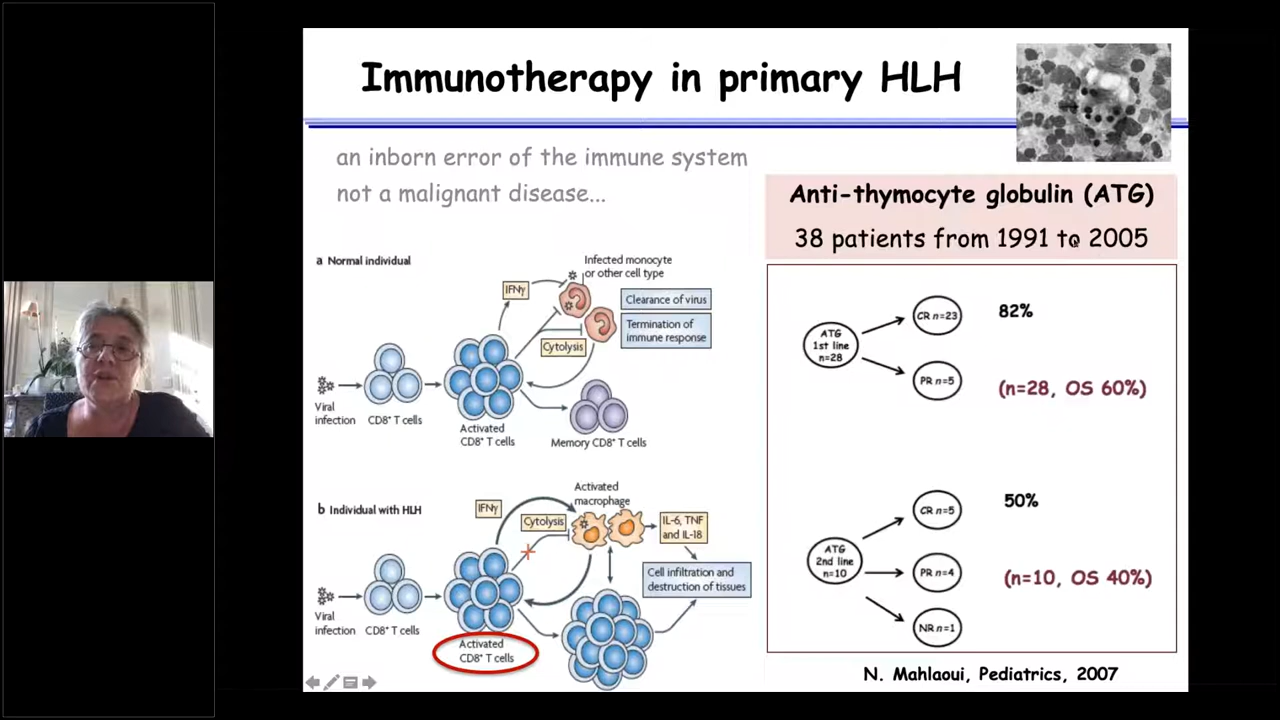 Immunotherapy in primary HLH
an inborn error of the immune system
not a malignant disease...
a Normal individual
Infected monocyte
or other cell type
IFNγ
Clearance of virus
Termination of
immune response
Cytolysis
Viral
infection
CD8⁺ T cells
Activated
CD8⁺ T cells
Memory CD8⁺ T cells
b Individual with HLH
Activated
macrophage
IFNγ
Cytolysis
IL-6, TNF
and IL-18
Cell infiltration and
destruction of tissues
Viral
infection
CD8⁺ T cells
Activated
CD8⁺ T cells
Anti-thymocyte globulin (ATG)
38 patients from 1991 to 2005
ATG
1st line
n=28
CR n=23
82%
PR n=5
(n=28, OS 60%)
ATG
2nd line
n=10
CR n=5
50%
PR n=4
(n=10, OS 40%)
NR n=1
N. Mahlaoui, Pediatrics, 2007